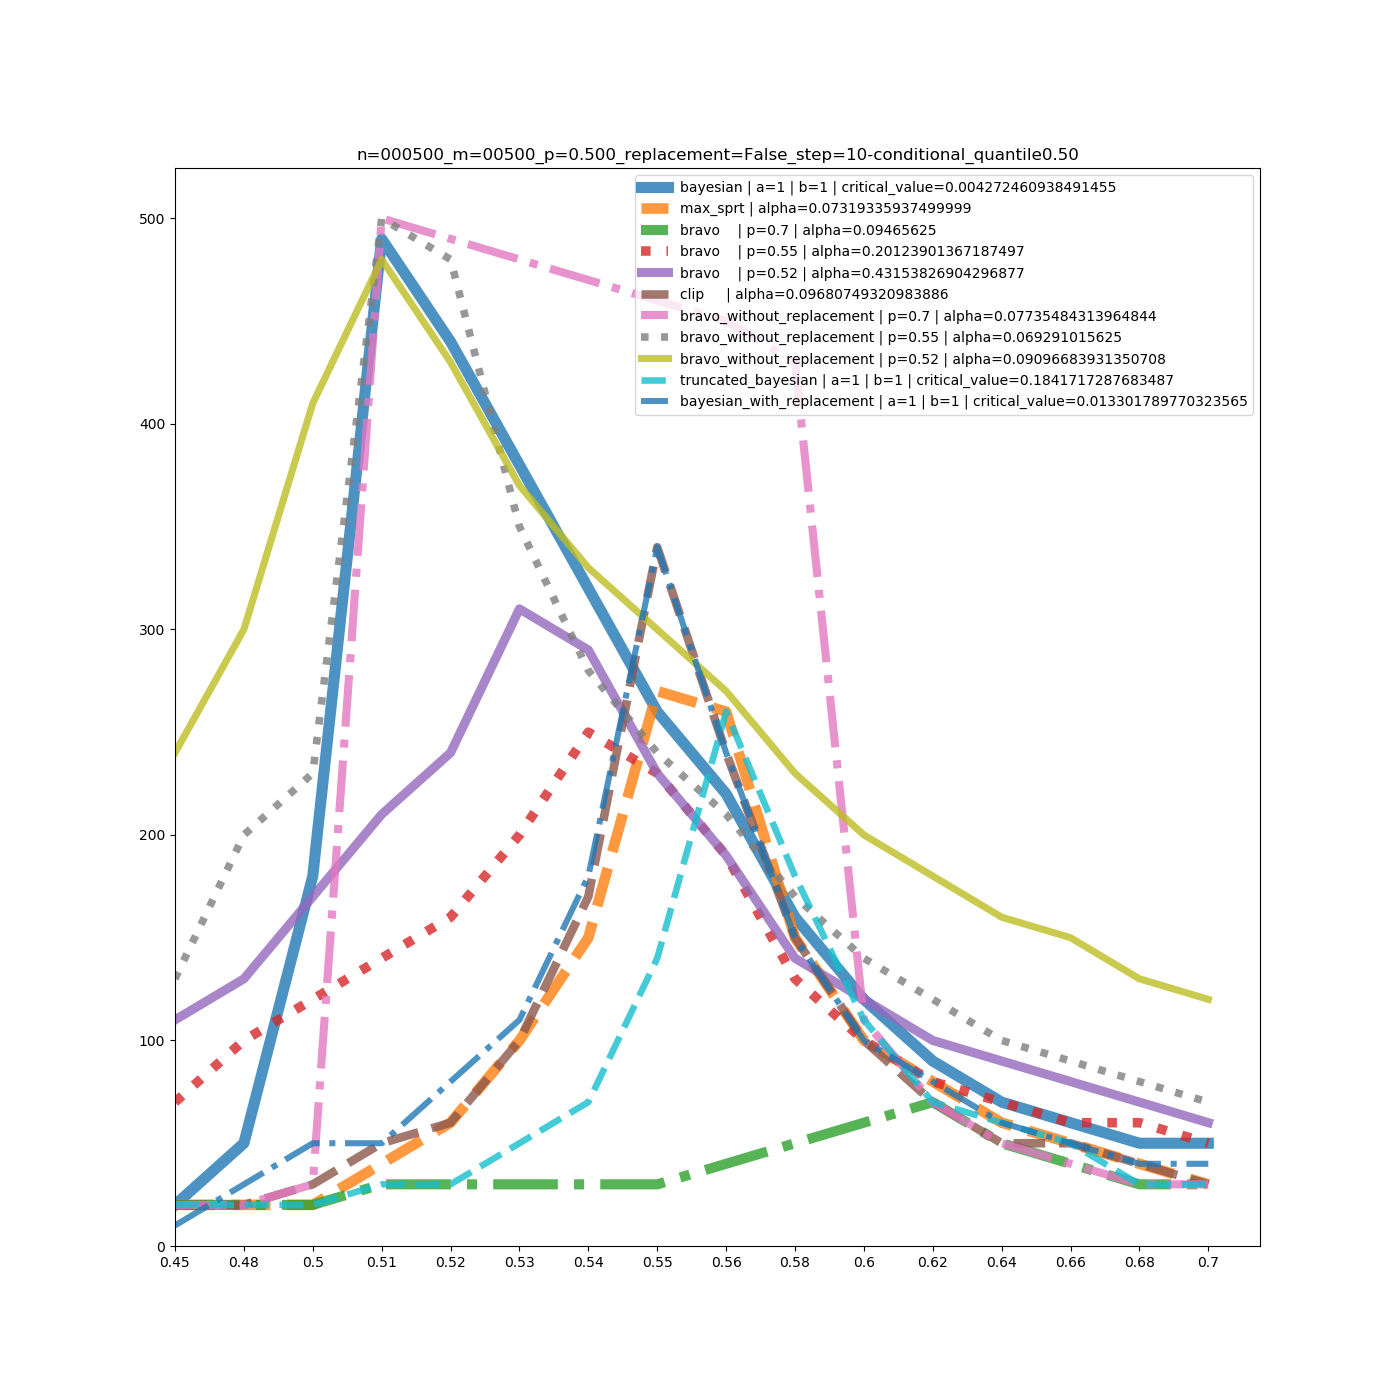 n=000500_m=00500_p=0.500_replacement=False_step=10-conditional_quantile0.50
bayesian | a=1 | b=1 | critical_value=0.004272460938491455
max_sprt | alpha=0.07319335937499999
bravo | p=0.7 | alpha=0.09465625
bravo | p=0.55 | alpha=0.20123901367187497
bravo | p=0.52 | alpha=0.43153826904296877
clip | alpha=0.09680749320983886
bravo_without_replacement | p=0.7 | alpha=0.07735484313964844
bravo_without_replacement | p=0.55 | alpha=0.069291015625
bravo_without_replacement | p=0.52 | alpha=0.09096683931350708
truncated_bayesian | a=1 | b=1 | critical_value=0.1841717287683487
bayesian_with_replacement | a=1 | b=1 | critical_value=0.013301789770323565
500
400
300
200
100
0
0.45 0.48 0.5 0.51 0.52 0.53 0.54 0.55 0.56 0.58 0.6 0.62 0.64 0.66 0.68 0.7